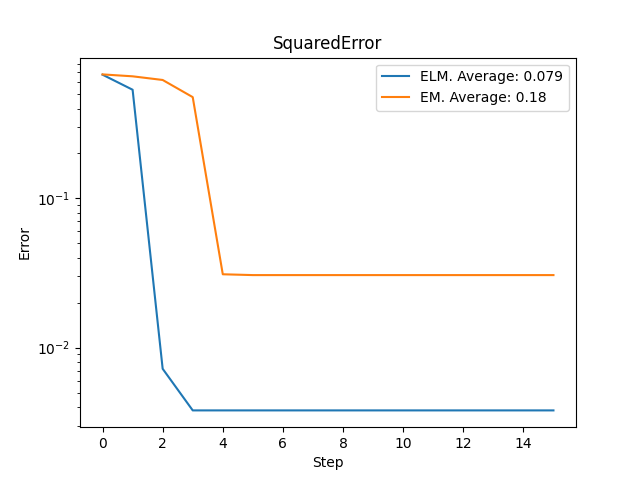 SquaredError
ELM. Average: 0.079
EM. Average: 0.18
10⁻¹
10⁻²
Error
0 2 4 6 8 10 12 14
Step